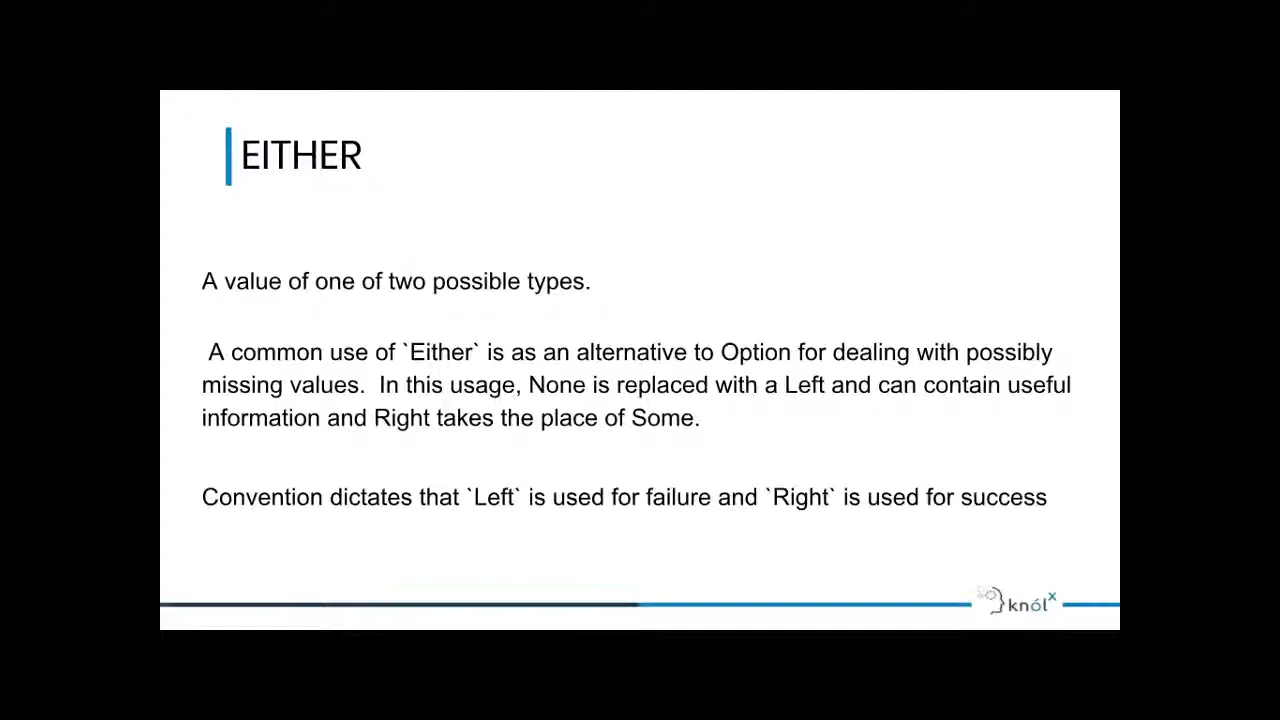 EITHER
A value of one of two possible types.
A common use of `Either` is as an alternative to Option for dealing with possibly
missing values.  In this usage, None is replaced with a Left and can contain useful
information and Right takes the place of Some.
Convention dictates that `Left` is used for failure and `Right` is used for success
knólx